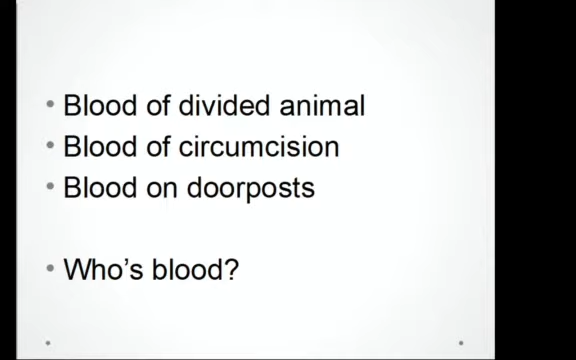 • Blood of divided animal
• Blood of circumcision
• Blood on doorposts
• Who’s blood?